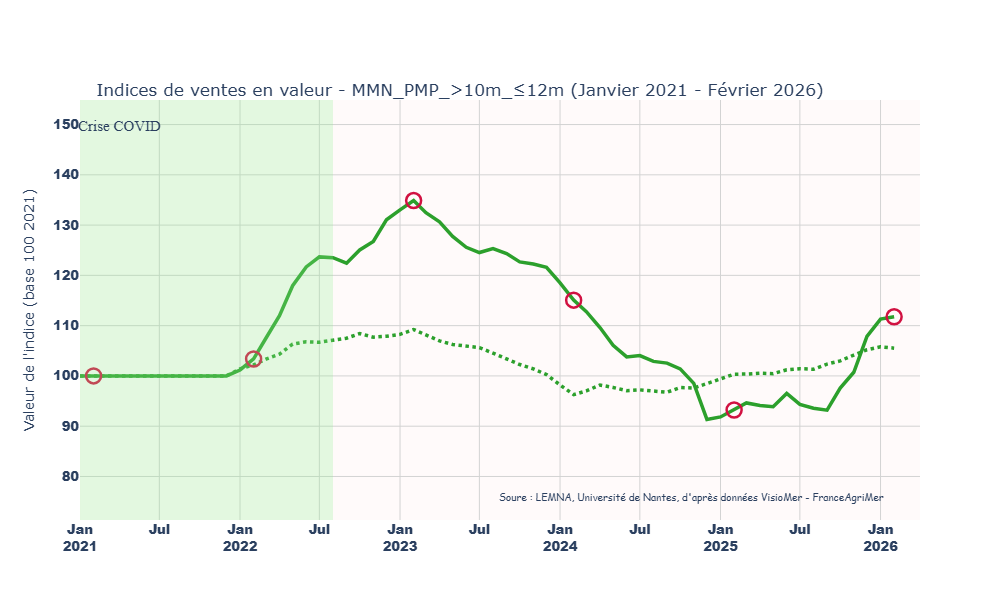 Indices de ventes en valeur - MMN_PMP_>10m_≤12m (Janvier 2021 - Février 2026)
Valeur de l'indice (base 100 2021)
150
Crise COVID
140
130
120
110
100
90
80
Soure : LEMNA, Université de Nantes, d'après données VisioMer - FranceAgriMer
Jan Jul Jan Jul Jan Jul Jan Jul Jan Jul Jan
2021 2022 2023 2024 2025 2026